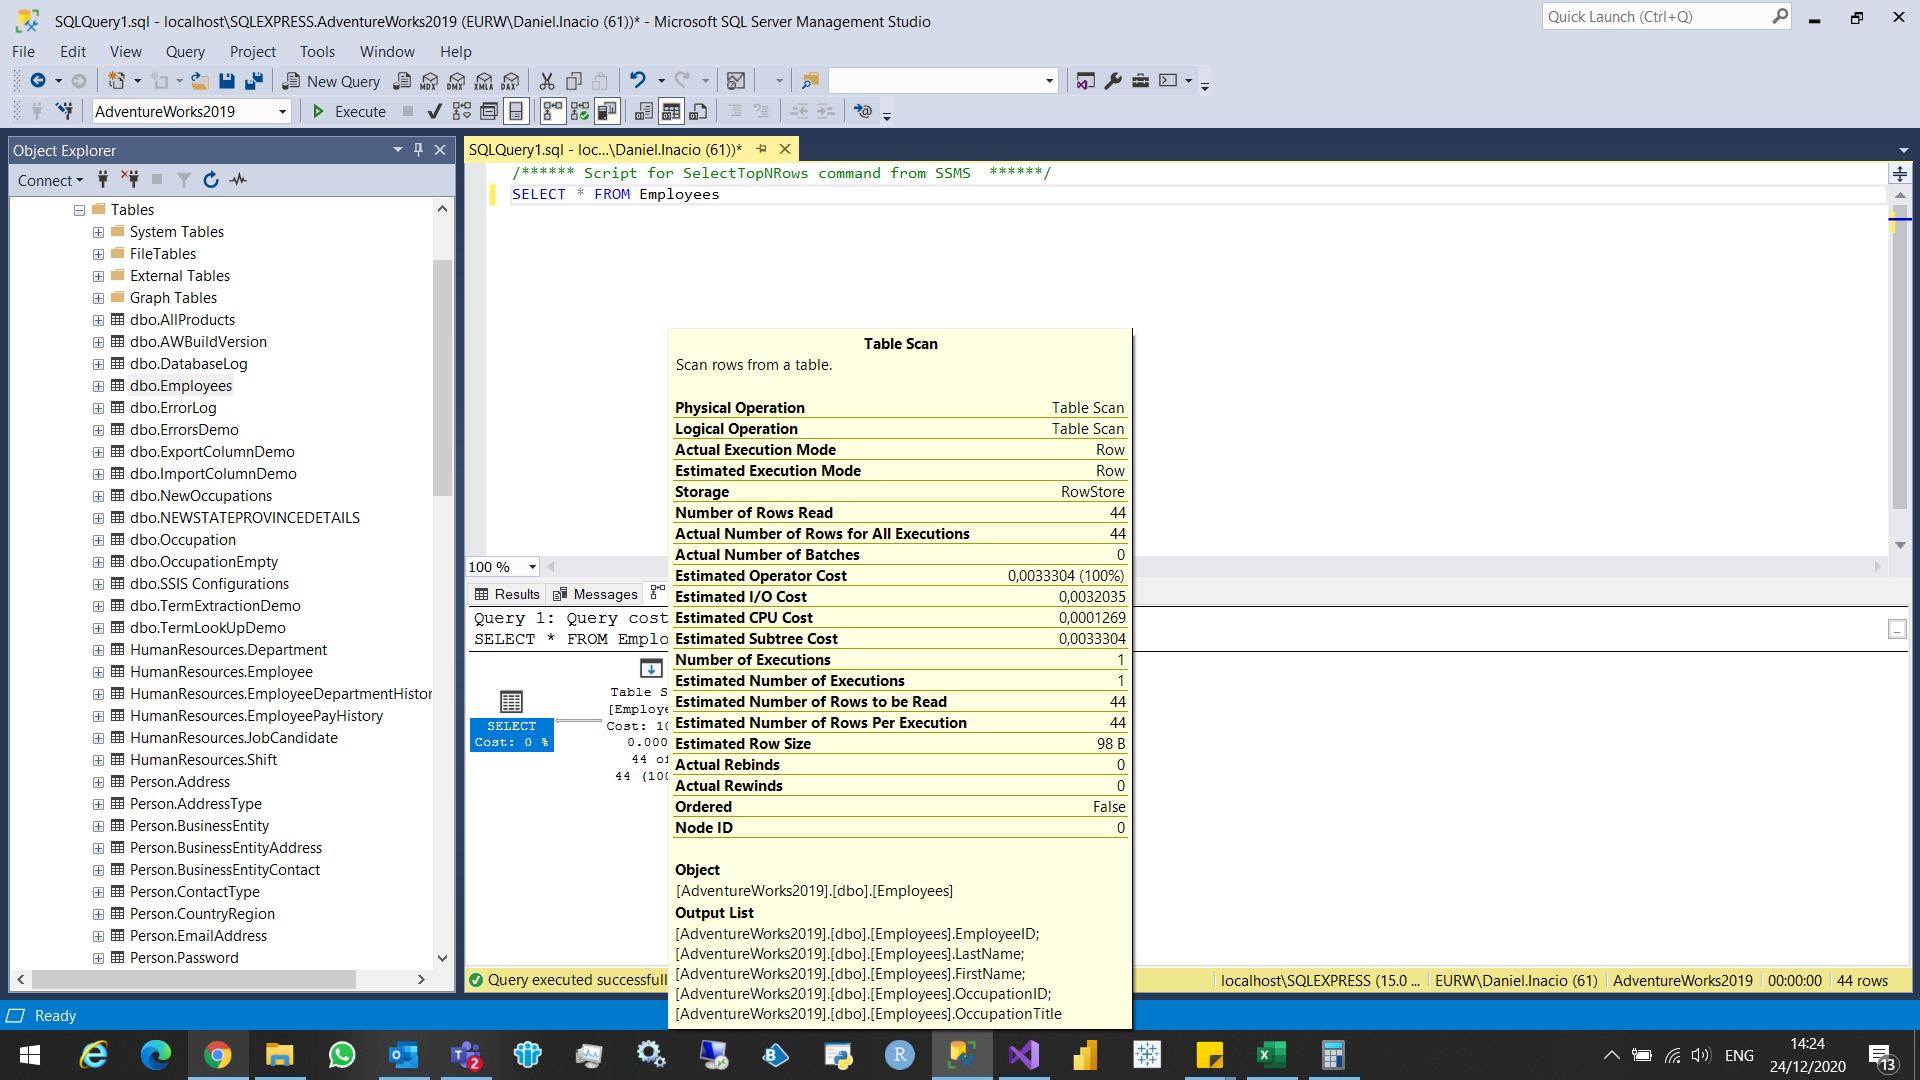 SQLQuery1.sql - localhost\SQLEXPRESS.AdventureWorks2019 (EURW\Daniel.Inacio (61))* - Microsoft SQL Server Management Studio
Quick Launch (Ctrl+Q)
File Edit View Query Project Tools Window Help
New Query MDX DMX XMLA DAX
AdventureWorks2019 Execute
Object Explorer
Connect
Tables
System Tables
FileTables
External Tables
Graph Tables
dbo.AllProducts
dbo.AWBuildVersion
dbo.DatabaseLog
dbo.Employees
dbo.ErrorLog
dbo.ErrorsDemo
dbo.ExportColumnDemo
dbo.ImportColumnDemo
dbo.NewOccupations
dbo.NEWSTATEPROVINCEDETAILS
dbo.Occupation
dbo.OccupationEmpty
dbo.SSIS Configurations
dbo.TermExtractionDemo
dbo.TermLookUpDemo
HumanResources.Department
HumanResources.Employee
HumanResources.EmployeeDepartmentHistor
HumanResources.EmployeePayHistory
HumanResources.JobCandidate
HumanResources.Shift
Person.Address
Person.AddressType
Person.BusinessEntity
Person.BusinessEntityAddress
Person.BusinessEntityContact
Person.ContactType
Person.CountryRegion
Person.EmailAddress
Person.Password
SQLQuery1.sql - loc...\Daniel.Inacio (61))*
/****** Script for SelectTopNRows command from SSMS ******/
SELECT * FROM Employees
100 %
Results Messages
Query 1: Query cost
SELECT * FROM Emplo
SELECT
Cost: 0 %
Table S
[Employe
Cost: 10
0.000
44 of
44 (100
Table Scan
Scan rows from a table.
Physical Operation Table Scan
Logical Operation Table Scan
Actual Execution Mode Row
Estimated Execution Mode Row
Storage RowStore
Number of Rows Read 44
Actual Number of Rows for All Executions 44
Actual Number of Batches 0
Estimated Operator Cost 0,0033304 (100%)
Estimated I/O Cost 0,0032035
Estimated CPU Cost 0,0001269
Estimated Subtree Cost 0,0033304
Number of Executions 1
Estimated Number of Executions 1
Estimated Number of Rows to be Read 44
Estimated Number of Rows Per Execution 44
Estimated Row Size 98 B
Actual Rebinds 0
Actual Rewinds 0
Ordered False
Node ID 0
Object
[AdventureWorks2019].[dbo].[Employees]
Output List
[AdventureWorks2019].[dbo].[Employees].EmployeeID;
[AdventureWorks2019].[dbo].[Employees].LastName;
[AdventureWorks2019].[dbo].[Employees].FirstName;
[AdventureWorks2019].[dbo].[Employees].OccupationID;
[AdventureWorks2019].[dbo].[Employees].OccupationTitle
Query executed successfull
localhost\SQLEXPRESS (15.0 ... EURW\Daniel.Inacio (61) AdventureWorks2019 00:00:00 44 rows
Ready
2
ENG
14:24
24/12/2020
13